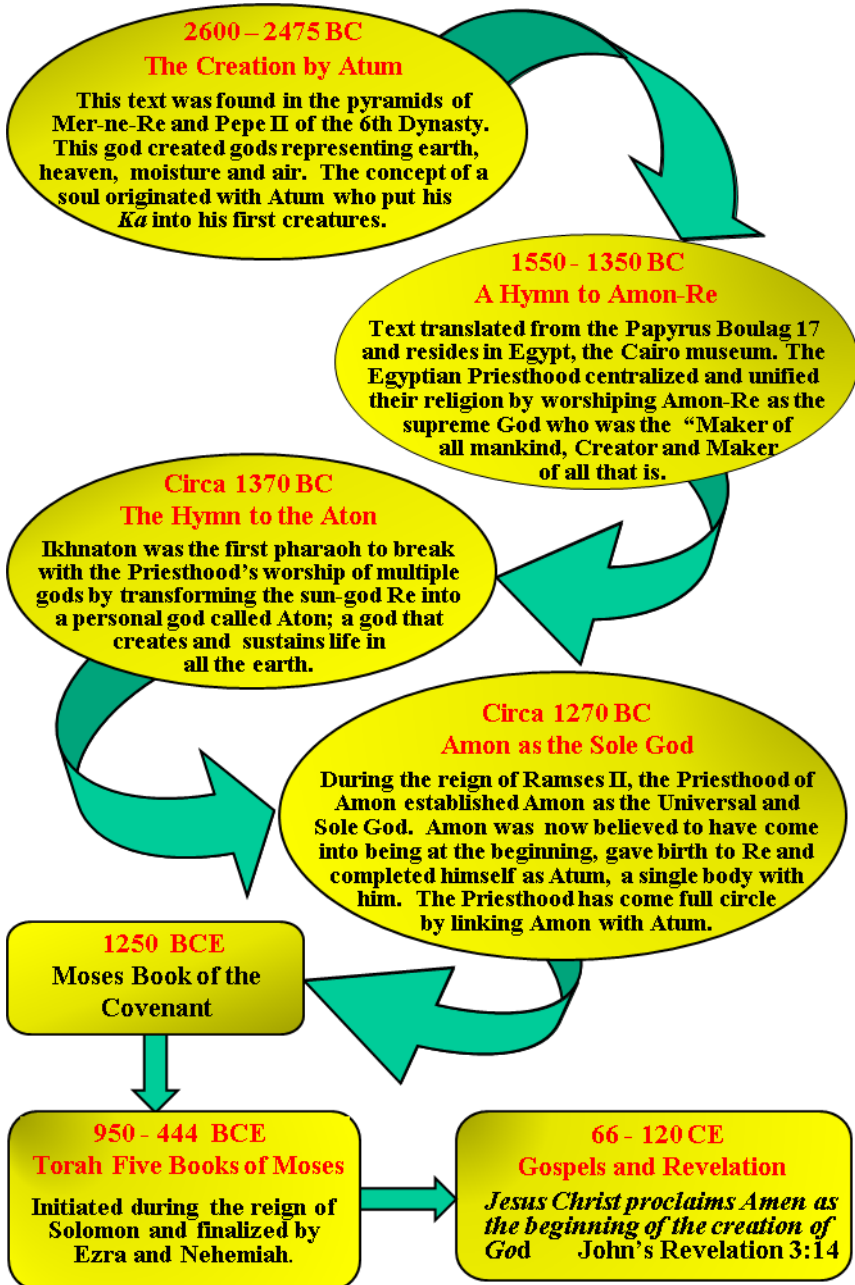 2600 – 2475 BC
The Creation by Atum
This text was found in the pyramids of
Mer-ne-Re and Pepe II of the 6th Dynasty.
This god created gods representing earth,
heaven, moisture and air. The concept of a
soul originated with Atum who put his
Ka into his first creatures.
1550 - 1350 BC
A Hymn to Amon-Re
Text translated from the Papyrus Boulag 17
and resides in Egypt, the Cairo museum. The
Egyptian Priesthood centralized and unified
their religion by worshiping Amon-Re as the
supreme God who was the “Maker of
all mankind, Creator and Maker
of all that is.
Circa 1370 BC
The Hymn to the Aton
Ikhnaton was the first pharaoh to break
with the Priesthood’s worship of multiple
gods by transforming the sun-god Re into
a personal god called Aton; a god that
creates and sustains life in
all the earth.
Circa 1270 BC
Amon as the Sole God
During the reign of Ramses II, the Priesthood of
Amon established Amon as the Universal and
Sole God. Amon was now believed to have come
into being at the beginning, gave birth to Re and
completed himself as Atum, a single body with
him. The Priesthood has come full circle
by linking Amon with Atum.
1250 BCE
Moses Book of the
Covenant
950 - 444 BCE
Torah Five Books of Moses
Initiated during the reign of
Solomon and finalized by
Ezra and Nehemiah.
66 - 120 CE
Gospels and Revelation
Jesus Christ proclaims Amen as
the beginning of the creation of
God John’s Revelation 3:14